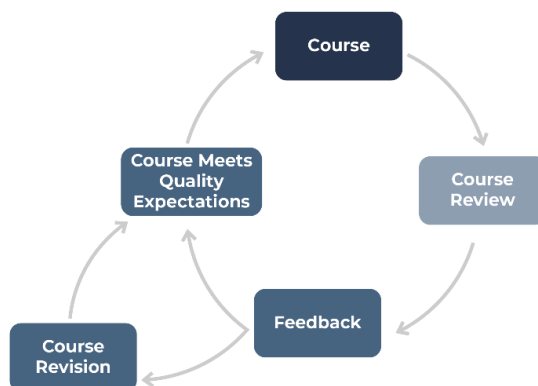 Course
Course Meets
Quality
Expectations
Course
Review
Feedback
Course
Revision